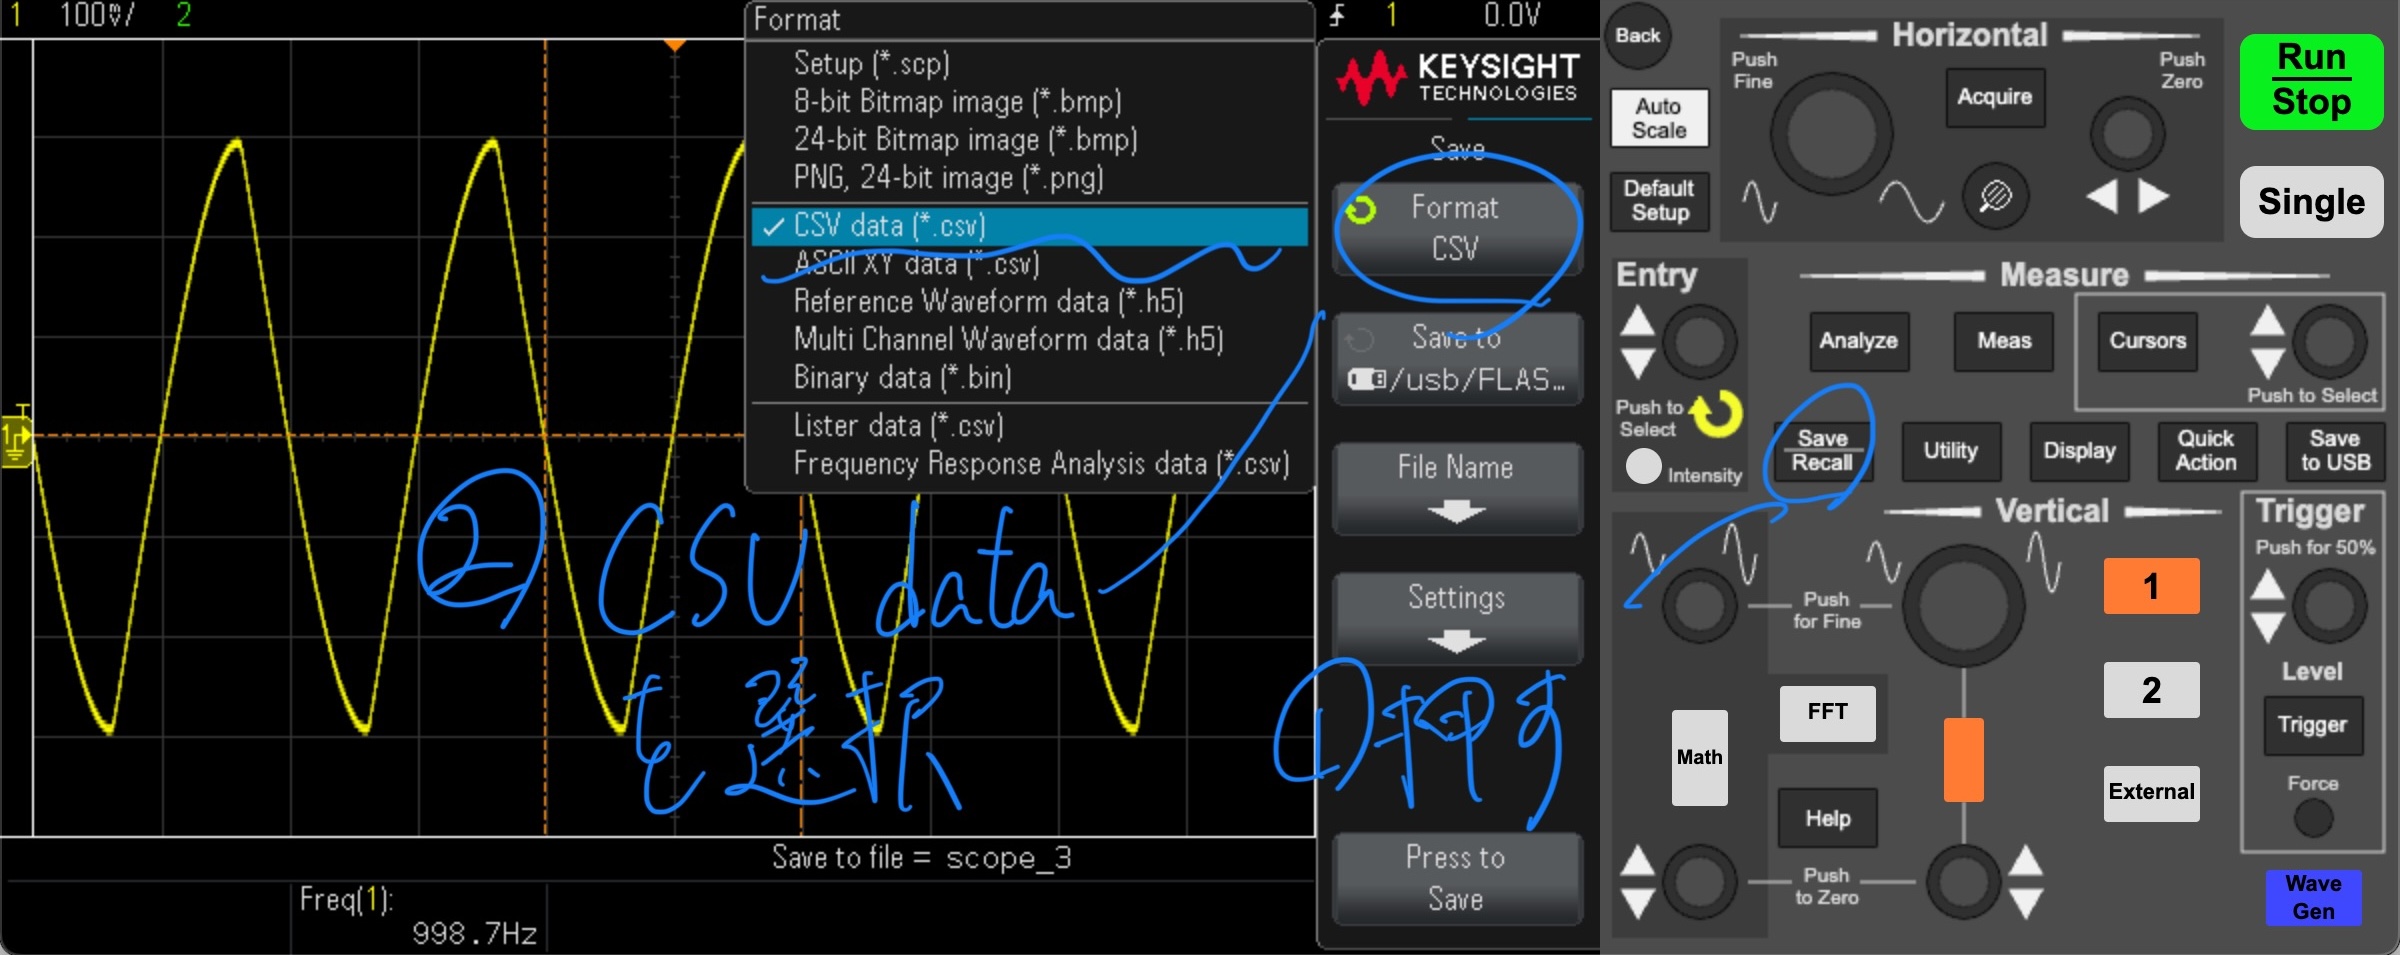 1 100mV/ 2
Format
Setup (*.scp)
8-bit Bitmap image (*.bmp)
24-bit Bitmap image (*.bmp)
PNG, 24-bit image (*.png)
✓ CSV data (*.csv)
ASCII XY data (*.csv)
Reference Waveform data (*.h5)
Multi Channel Waveform data (*.h5)
Binary data (*.bin)
Lister data (*.csv)
Frequency Response Analysis data (*.csv)
T
1
② CSV data
を選択
Save to file = scope_3
Freq(1):
998.7Hz
1 0.0V
KEYSIGHT
TECHNOLOGIES
Save
Format
CSV
Save to
/usb/FLAS...
File Name
Settings
①押す
Press to
Save
Back
Auto
Scale
Default
Setup
Horizontal
Push
Fine
Acquire
Push
Zero
Run
Stop
Single
Entry
Push to
Select
Intensity
Measure
Analyze
Meas
Cursors
Push to Select
Save
Recall
Utility
Display
Quick
Action
Save
to USB
Vertical
Push
for Fine
1
2
External
FFT
Math
Help
Push
to Zero
Trigger
Push for 50%
Level
Trigger
Force
Wave
Gen